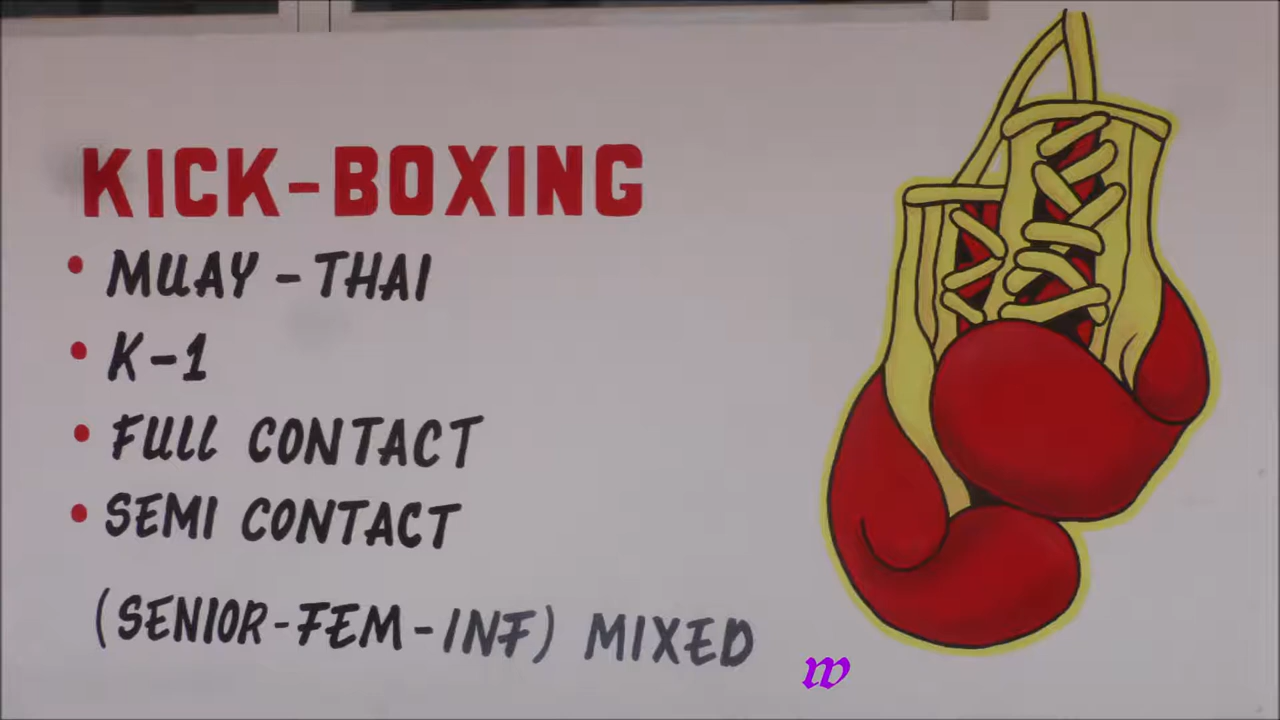 KICK-BOXING
• MUAY-THAI
• K-1
• FULL CONTACT
• SEMI CONTACT
(SENIOR-FEM-INF) MIXED
w